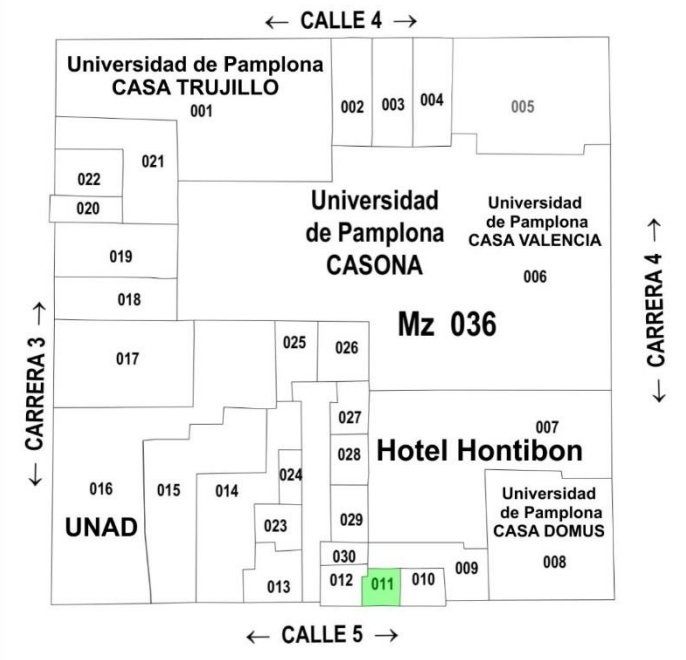 ← CALLE 4 →
Universidad de Pamplona
CASA TRUJILLO
001
002
003
004
005
021
022
020
019
018
Universidad
de Pamplona
CASONA
Universidad
de Pamplona
CASA VALENCIA
006
Mz 036
← CARRERA 3 →
← CARRERA 4 →
017
025
026
027
028
007
Hotel Hontibon
016
UNAD
015
014
024
023
029
Universidad
de Pamplona
CASA DOMUS
008
030
013
012
011
010
009
← CALLE 5 →